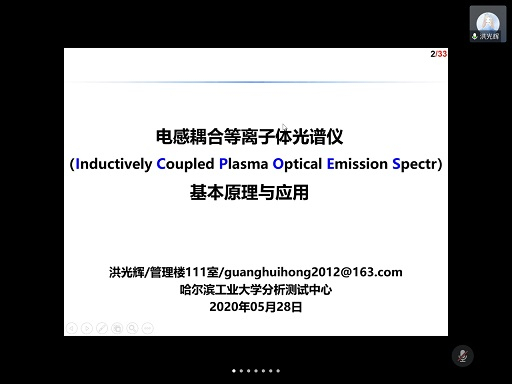 洪光辉
2/33
电感耦合等离子体光谱仪
（Inductively Coupled Plasma Optical Emission Spectr）
基本原理与应用
洪光辉/管理楼111室/guanghuihong2012@163.com
哈尔滨工业大学分析测试中心
2020年05月28日